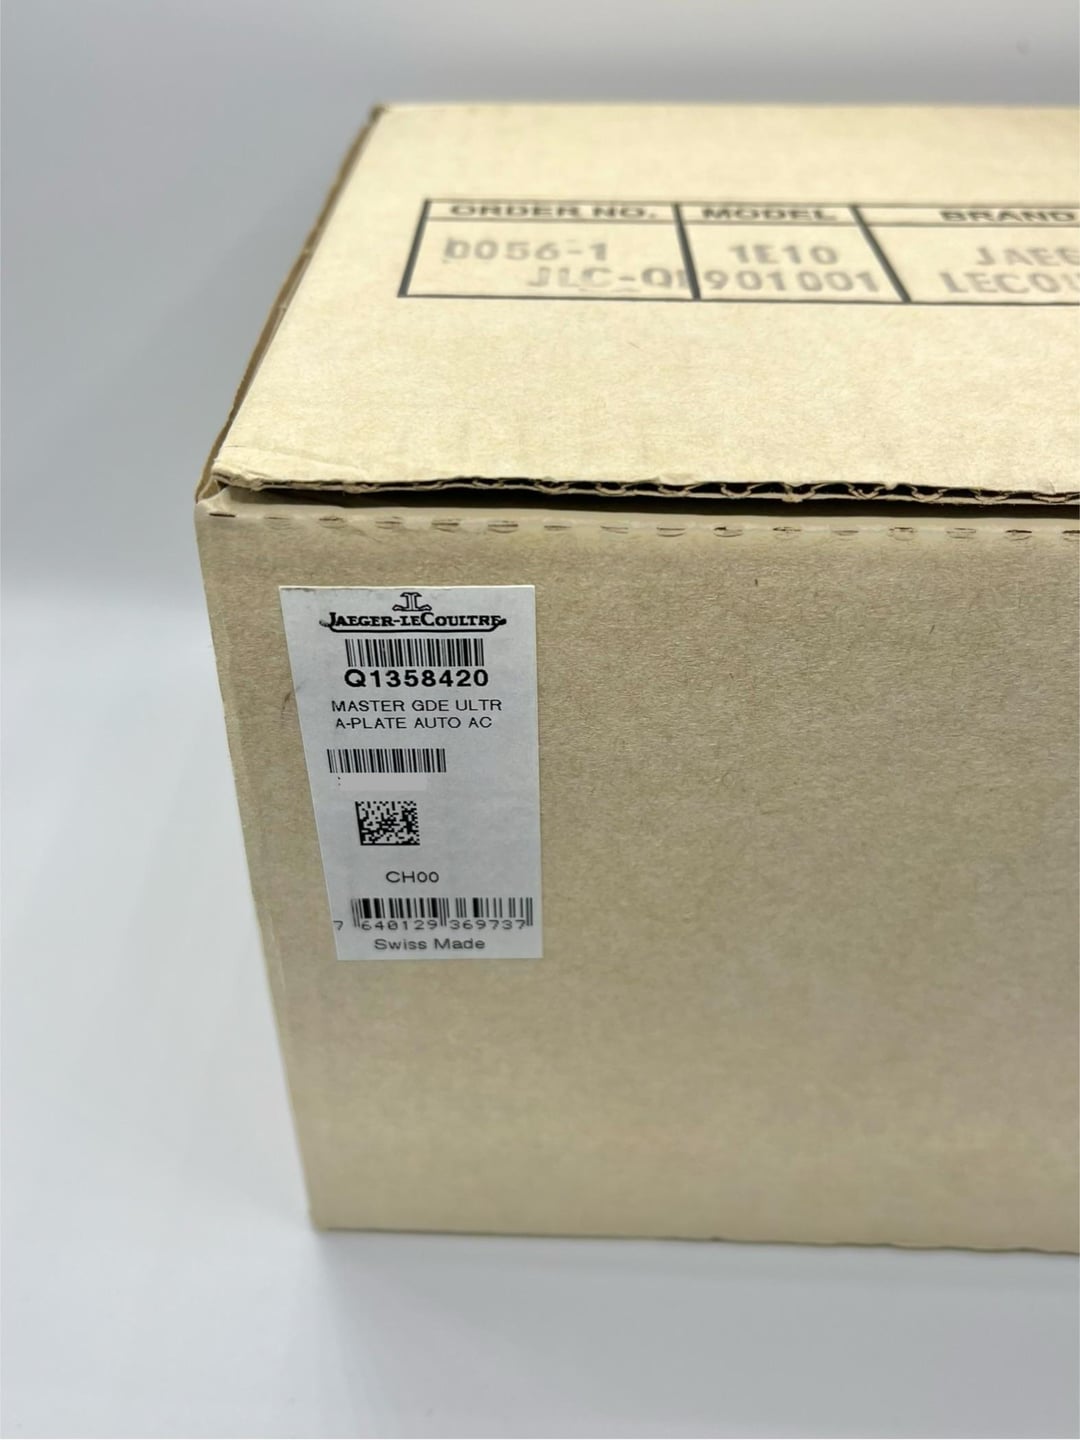 ORDER NO. MODEL BRAND
0056-1 1E10
901001
JAEGER-LECOULTRE
Q1358420
MASTER GDE ULTR
A-PLATE AUTO AC
CH00
7 640129 369737
Swiss Made